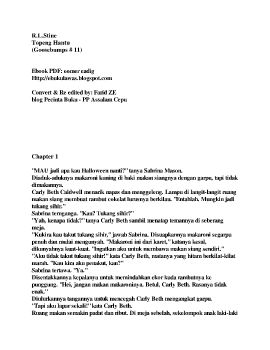 R.L.Stine
Topeng Hantu
(Goosebumps # 11)
Ebook PDF: eomereadig
http://ebukulawas.blogspot.com
Convert & Re edited by: Farid ZE
blog Pecinta Buku - PP Assalam Cepu
Chapter 1
"MAU jadi apa kau Halloween nanti?" tanya Sabrina Mason.
Diaduk-aduknya makaroni kuning di baki makan siangnya dengan garpu, tapi tidak
dimakannya.
Carly Beth Caldwell menarik napas dan menggeleng. Lampu di langit-langit ruang
makan siang membuat rambut cokelat lurusnya berkilau. "Entahlah. Mungkin jadi
tukang sihir."
Sabrina ternganga. "Kau? Tukang sihir?"
"Yah, kenapa tidak?" tanya Carly Beth sambil menatap temannya di seberang
meja.
"Kukira kau takut tukang sihir," jawab Sabrina. Disuapkannya makaroni segarpu
penuh dan mulai mengunyah. "Makaroni ini dari karet," katanya kesal,
dikunyahnya kuat-kuat. "Ingatkan aku untuk membawa makan siang sendiri."
"Aku tidak takut tukang sihir!" kata Carly Beth, matanya yang hitam berkilat-kilat
marah. "Kau kira aku penakut, kan?"
Sabrina tertawa. "Ya."
Disentakkannya kepalanya untuk memindahkan ekor kuda rambutnya ke
punggung. "Hei, jangan makan makaroninya. Betul, Carly Beth. Rasanya tidak
enak,"
Diulurkannya tangannya untuk mencegah Carly Beth mengangkat garpu.
"Tapi aku lapar sekali!" kata Carly Beth.
Ruang makan semakin padat dan ribut. Di meja sebelah, sekelompok anak laki-laki